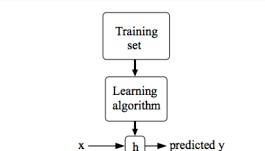 Training
set
Learning
algorithm
x h predicted y